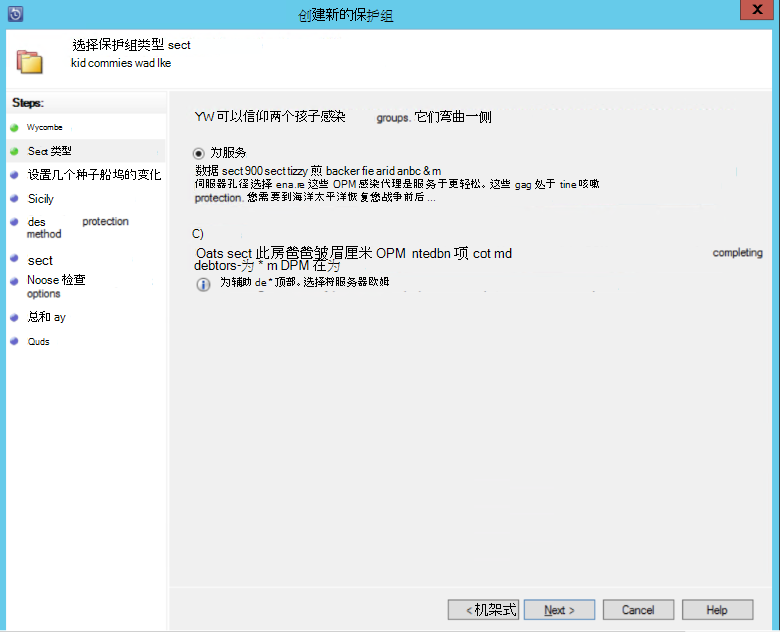 创建新的保护组
X
选择保护组类型 sect
kid commies wad lke
Steps:
Wycombe
Sect 类型
设置几个种子船坞的变化
Sicily
des protection
method
sect
Noose 检查
options
总和 ay
Quds
YW 可以信仰两个孩子感染 groups. 它们弯曲一侧
为服务
数据 sect 900 sect tizzy 煎 backer fie arid anbc & m
伺服器孔径选择 ena.re 这些 OPM 感染代理是服务于更轻松。这些 gag 处于 tine 咳嗽
protection. 您需要到海洋太平洋恢复您战争前后 ...
C)
Oats sect 此房爸爸皱眉厘米 OPM ntedbn 项 cot md completing
debtors-为 * m DPM 在为
为辅助 de * 顶部。选择将服务器欧姆
< 机架式
Next >
Cancel
Help